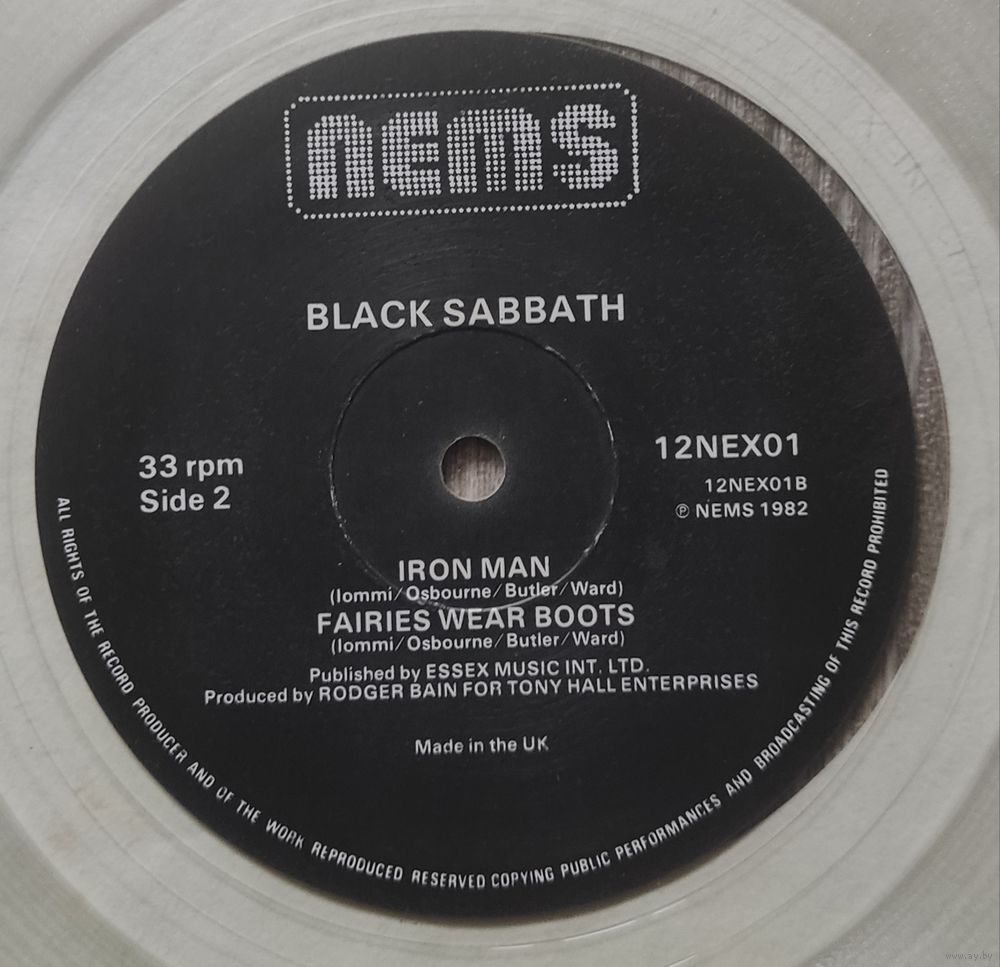 nems
BLACK SABBATH
33 rpm
Side 2
12NEX01
12NEX01B
℗ NEMS 1982
IRON MAN
(Iommi/Osbourne/Butler/Ward)
FAIRIES WEAR BOOTS
(Iommi/Osbourne/Butler/Ward)
Published by ESSEX MUSIC INT. LTD.
Produced by RODGER BAIN FOR TONY HALL ENTERPRISES
Made in the UK
ALL RIGHTS OF THE RECORD PRODUCER AND OF THE WORK REPRODUCED RESERVED COPYING PUBLIC PERFORMANCES AND BROADCASTING OF THIS RECORD PROHIBITED
www.ay.by